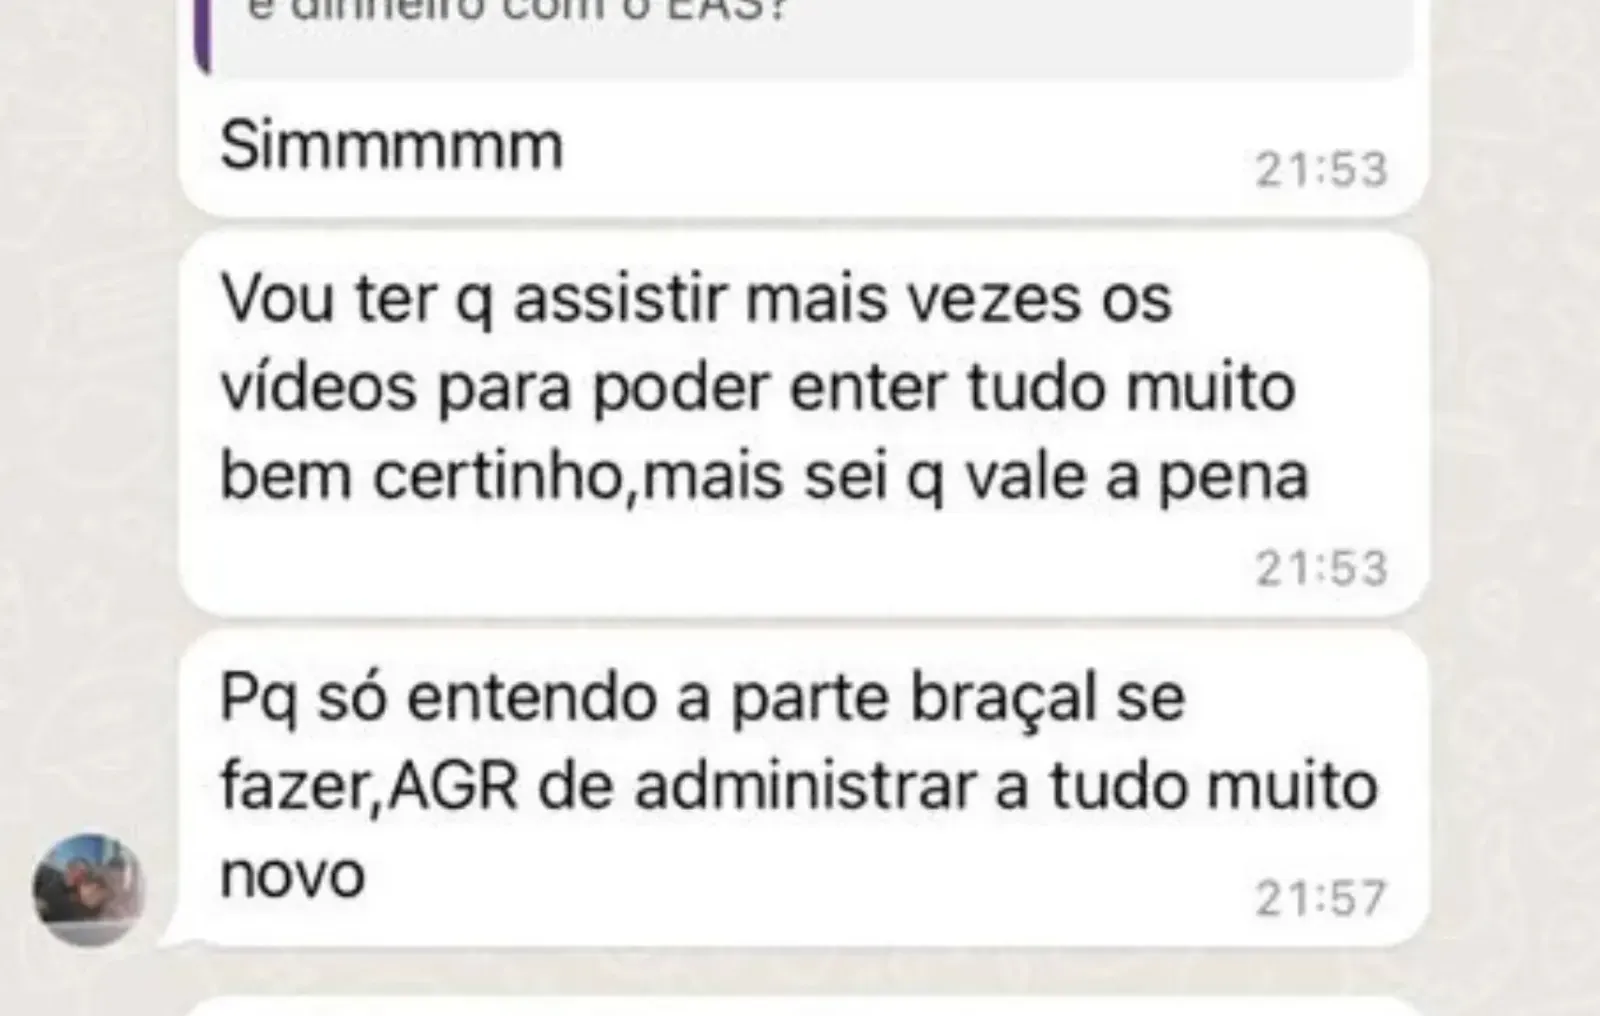 e dinheiro com o EAS?
Simmmmm
21:53
Vou ter q assistir mais vezes os
vídeos para poder enter tudo muito
bem certinho,mais sei q vale a pena
21:53
Pq só entendo a parte braçal se
fazer,AGR de administrar a tudo muito
novo
21:57